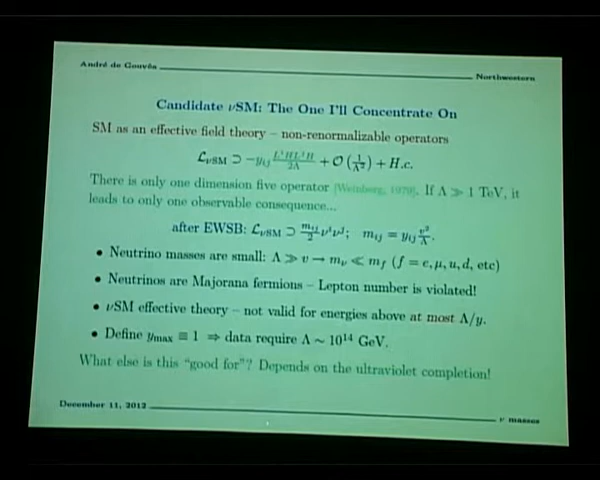 André de Gouvêa
Northwestern
Candidate νSM: The One I'll Concentrate On
SM as an effective field theory – non-renormalizable operators
ℒ_νSM ⊃ −y_ij (L^i H L^j H)/(2Λ) + 𝒪(1/Λ²) + H.c.
There is only one dimension five operator [Weinberg, 1979]. If Λ ≫ 1 TeV, it
leads to only one observable consequence...
after EWSB: ℒ_νSM ⊃ (m_ij/2) ν^i ν^j; m_ij = y_ij v²/Λ.
• Neutrino masses are small: Λ ≫ v → m_ν ≪ m_f (f = e, μ, u, d, etc)
• Neutrinos are Majorana fermions – Lepton number is violated!
• νSM effective theory – not valid for energies above at most Λ/y.
• Define y_max ≡ 1 ⇒ data require Λ ∼ 10¹⁴ GeV.
What else is this "good for"? Depends on the ultraviolet completion!
December 11, 2012
ν masses